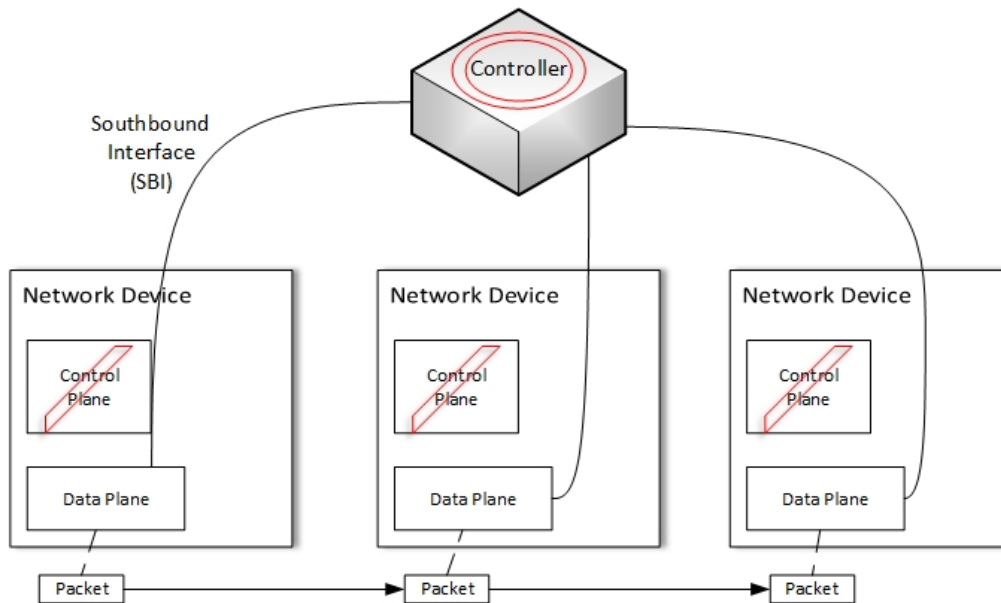 Controller
Southbound
Interface
(SBI)
Network Device
Control
Plane
Data Plane
Packet
Network Device
Control
Plane
Data Plane
Packet
Network Device
Control
Plane
Data Plane
Packet